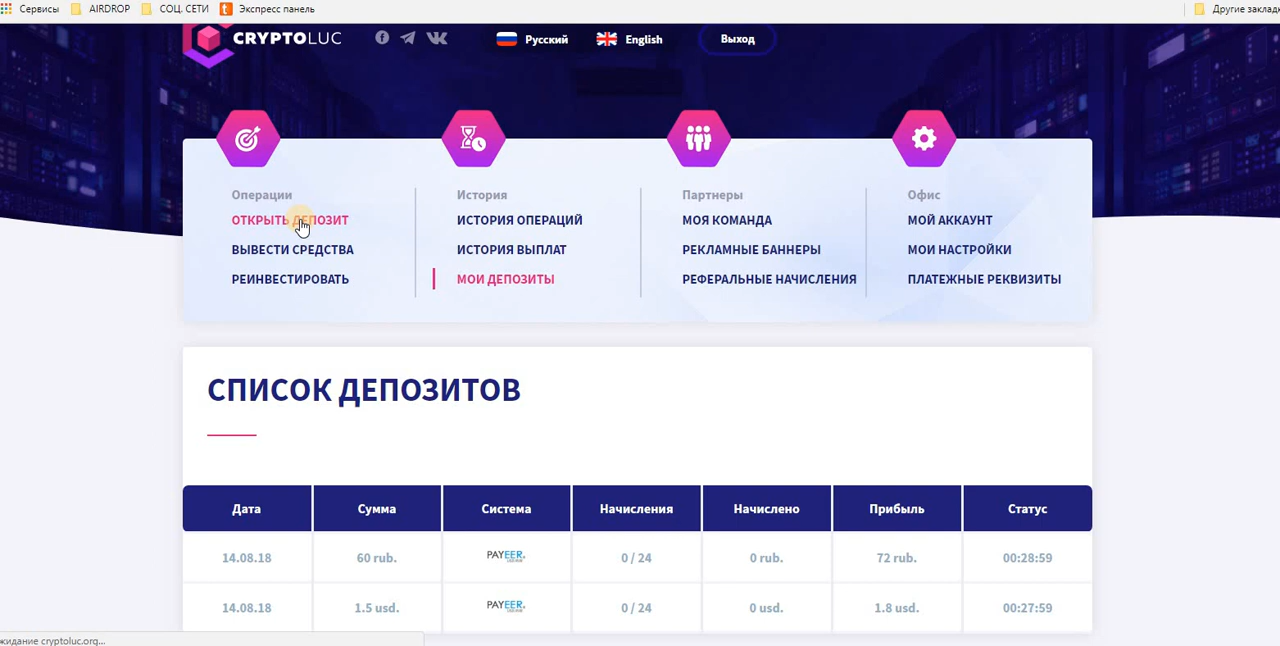 Сервисы AIRDROP СОЦ. СЕТИ Экспресс панель Другие заклад
CRYPTOLUC Русский English Выход
Операции История Партнеры Офис
ОТКРЫТЬ ДЕПОЗИТ ИСТОРИЯ ОПЕРАЦИЙ МОЯ КОМАНДА МОЙ АККАУНТ
ВЫВЕСТИ СРЕДСТВА ИСТОРИЯ ВЫПЛАТ РЕКЛАМНЫЕ БАННЕРЫ МОИ НАСТРОЙКИ
РЕИНВЕСТИРОВАТЬ МОИ ДЕПОЗИТЫ РЕФЕРАЛЬНЫЕ НАЧИСЛЕНИЯ ПЛАТЕЖНЫЕ РЕКВИЗИТЫ
СПИСОК ДЕПОЗИТОВ
Дата Сумма Система Начисления Начислено Прибыль Статус
14.08.18 60 rub. PAYEER 0 / 24 0 rub. 72 rub. 00:28:59
14.08.18 1.5 usd. PAYEER 0 / 24 0 usd. 1.8 usd. 00:27:59
жидание cryptoluc.org...